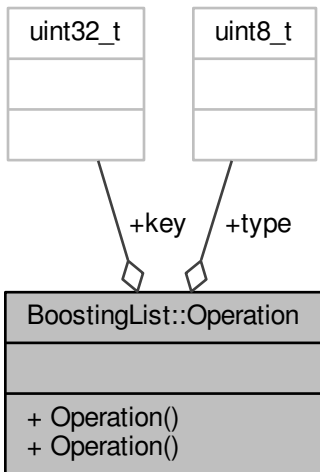 uint32_t
uint8_t
+key
+type
BoostingList::Operation
+ Operation()
+ Operation()